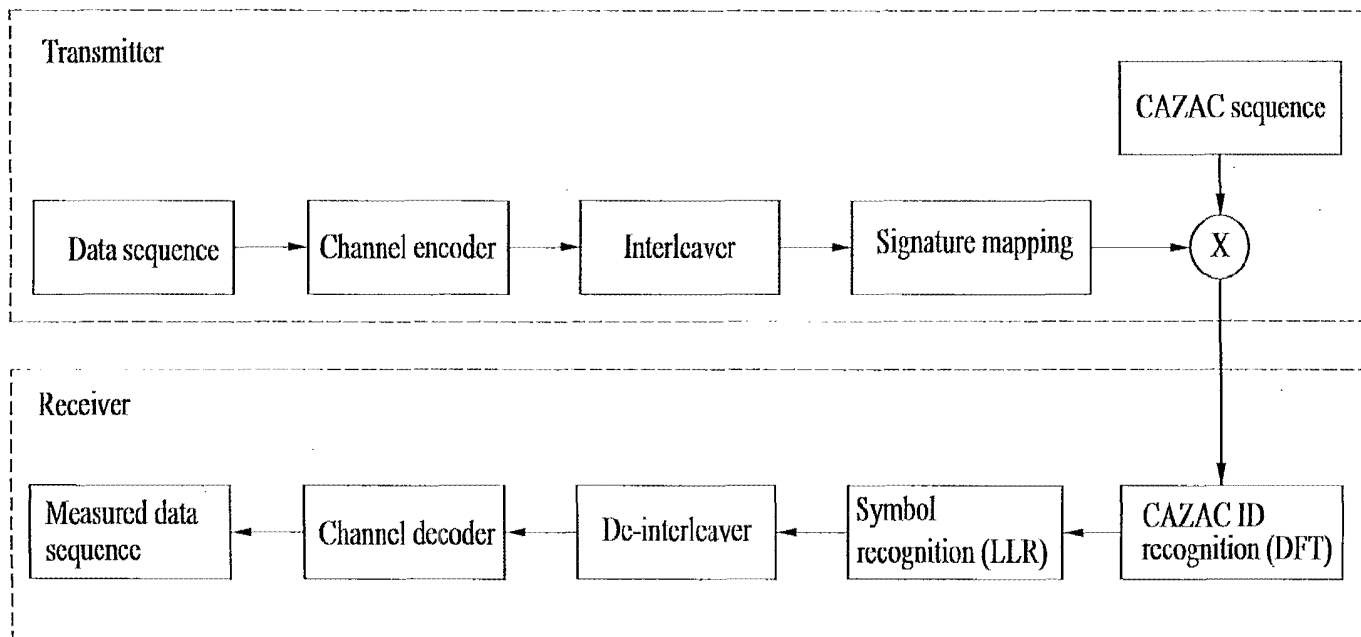 Transmitter
CAZAC sequence
Data sequence
Channel encoder
Interleaver
Signature mapping
X
Receiver
Measured data
sequence
Channel decoder
De-interleaver
Symbol
recognition (LLR)
CAZAC ID
recognition (DFT)